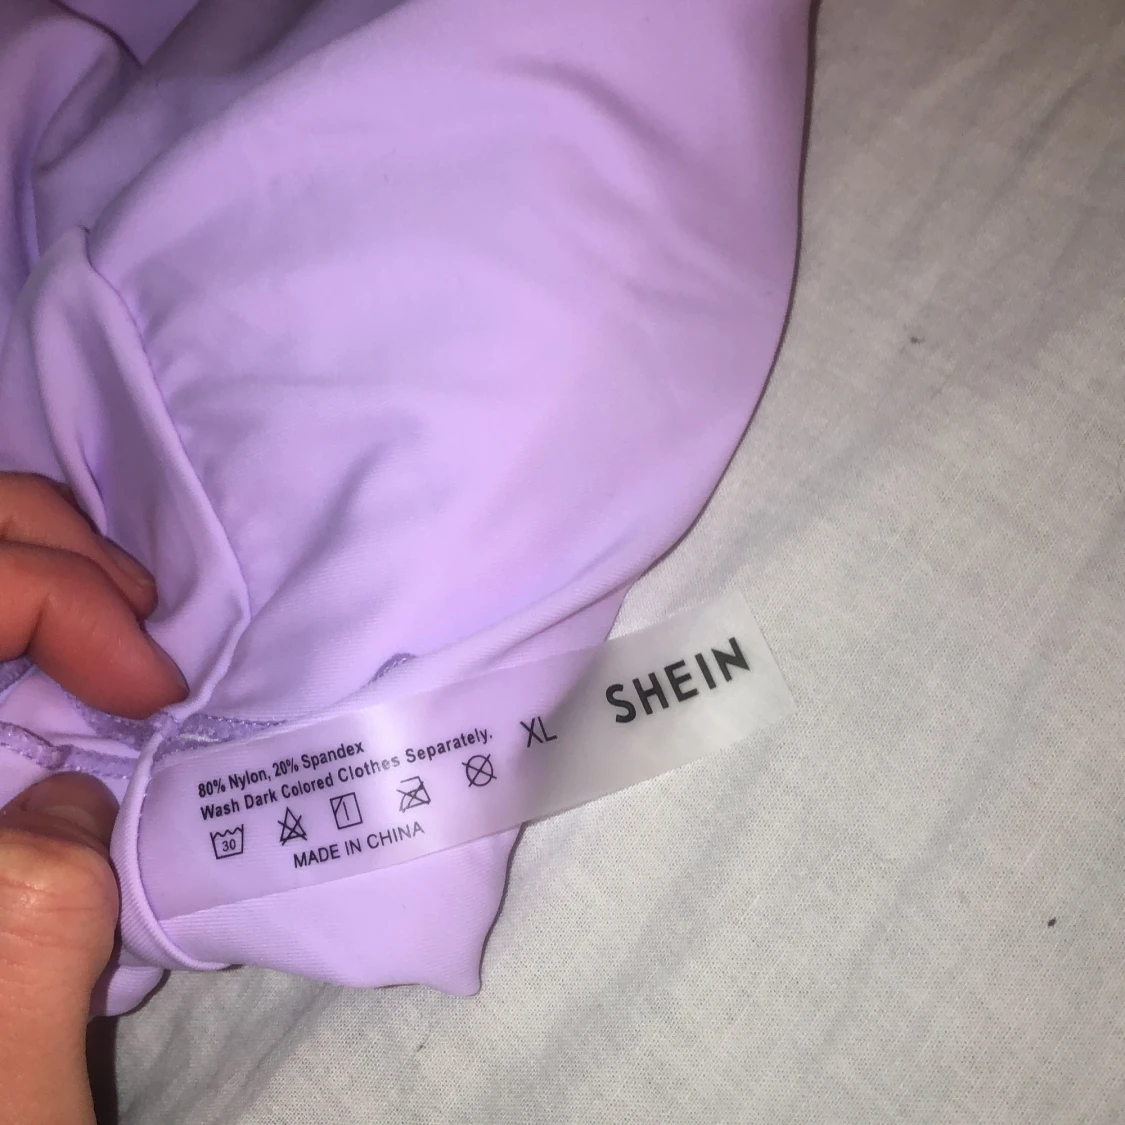 SHEIN
XL
80% Nylon, 20% Spandex
Wash Dark Colored Clothes Separately.
30
MADE IN CHINA